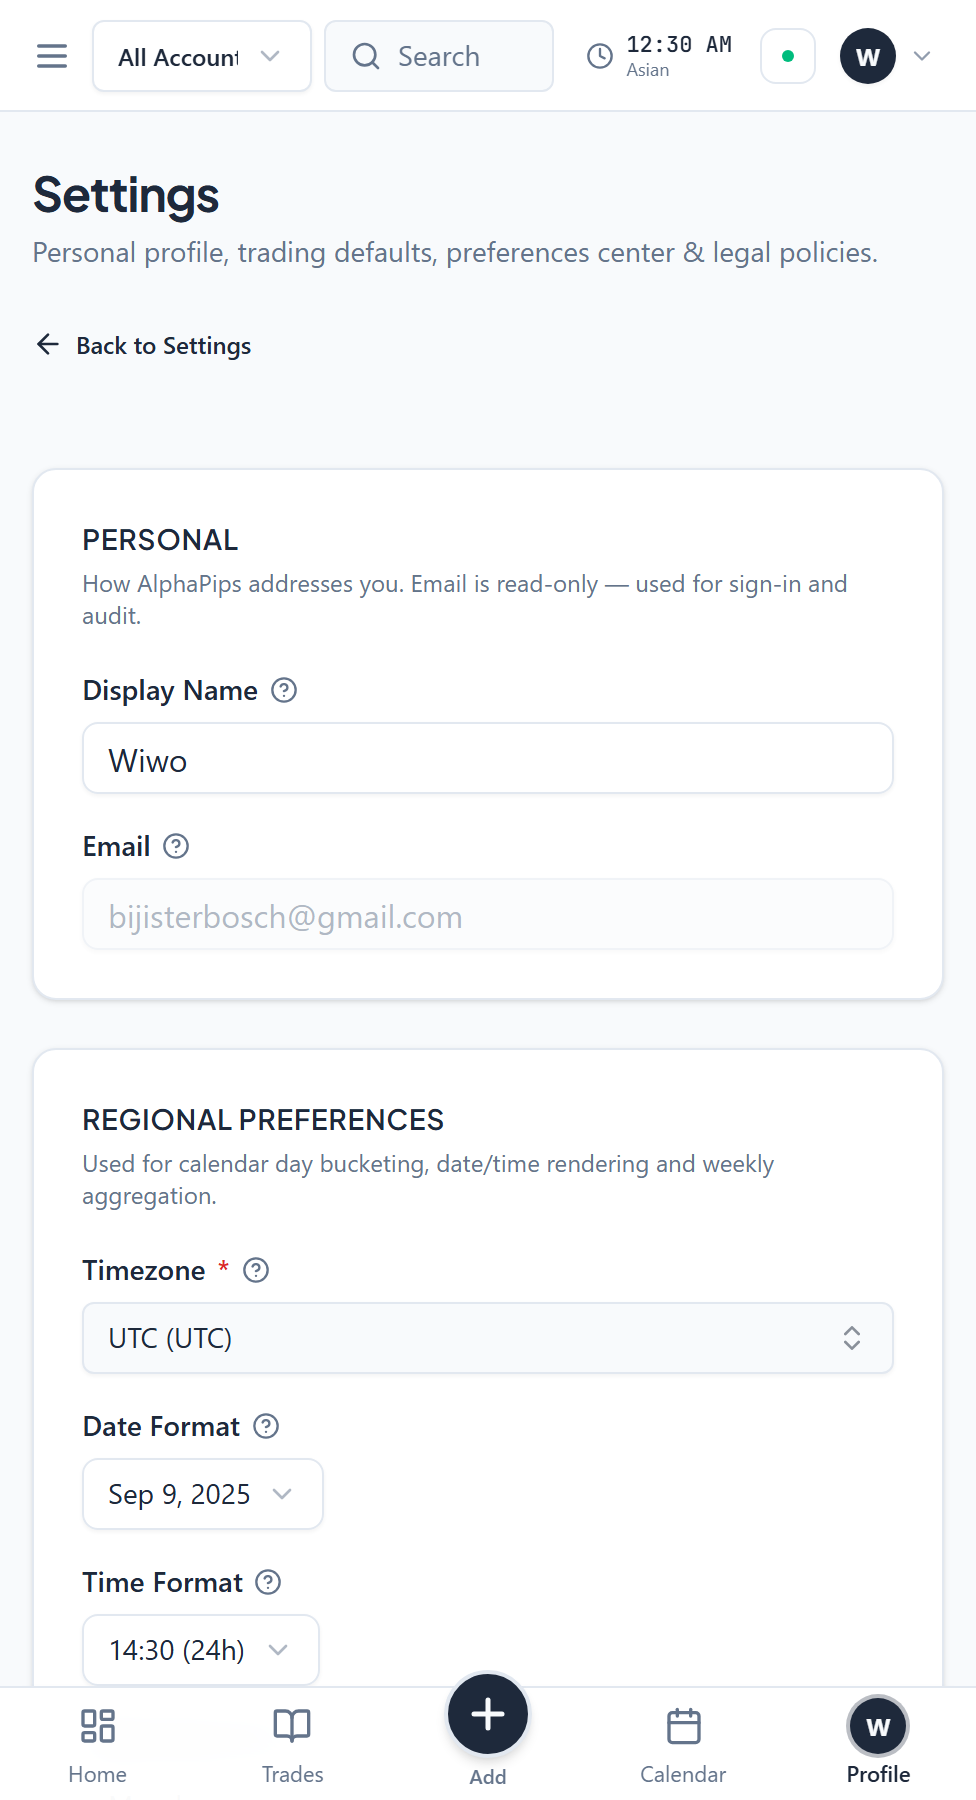 All Account
Search
12:30 AM
Asian
W
Settings
Personal profile, trading defaults, preferences center & legal policies.
Back to Settings
PERSONAL
How AlphaPips addresses you. Email is read-only — used for sign-in and
audit.
Display Name
Wiwo
Email
bijisterbosch@gmail.com
REGIONAL PREFERENCES
Used for calendar day bucketing, date/time rendering and weekly
aggregation.
Timezone *
UTC (UTC)
Date Format
Sep 9, 2025
Time Format
14:30 (24h)
W
Home
Trades
Add
Calendar
Profile